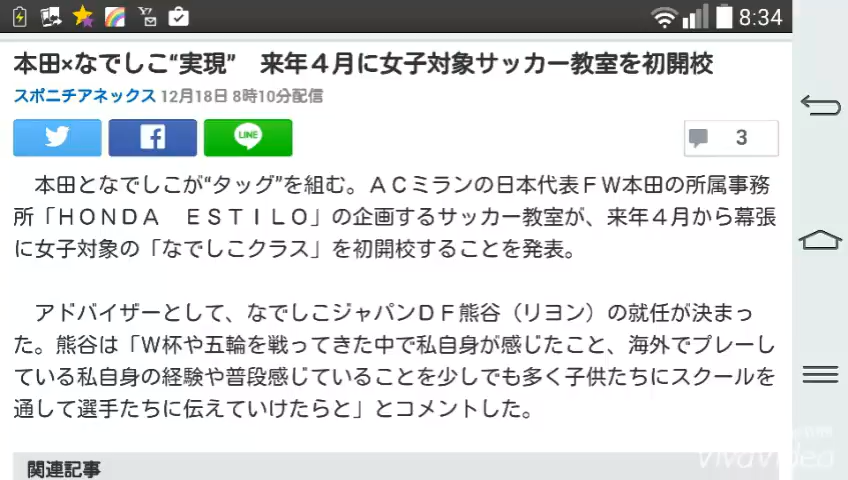 8:34
本田×なでしこ“実現”　来年４月に女子対象サッカー教室を初開校
スポニチアネックス 12月18日 8時10分配信
LINE
3
　本田となでしこが“タッグ”を組む。ＡＣミランの日本代表ＦＷ本田の所属事務
所「ＨＯＮＤＡ　ＥＳＴＩＬＯ」の企画するサッカー教室が、来年４月から幕張
に女子対象の「なでしこクラス」を初開校することを発表。
　アドバイザーとして、なでしこジャパンＤＦ熊谷（リヨン）の就任が決まっ
た。熊谷は「Ｗ杯や五輪を戦ってきた中で私自身が感じたこと、海外でプレーし
ている私自身の経験や普段感じていることを少しでも多く子供たちにスクールを
通して選手たちに伝えていけたらと」とコメントした。
関連記事
VivaVideo